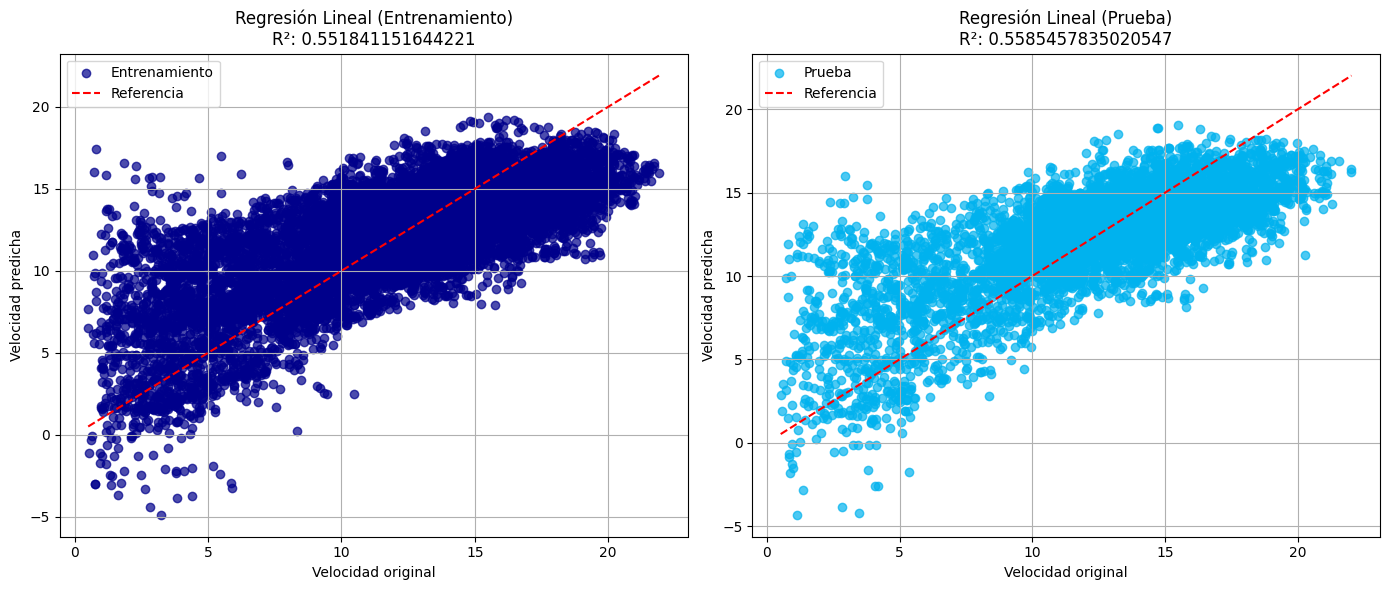 Regresión Lineal (Entrenamiento)
R²: 0.551841151644221
Entrenamiento
Referencia
20
15
10
5
0
−5
Velocidad predicha
0 5 10 15 20
Velocidad original
Regresión Lineal (Prueba)
R²: 0.5585457835020547
Prueba
Referencia
20
15
10
5
0
−5
Velocidad predicha
0 5 10 15 20
Velocidad original